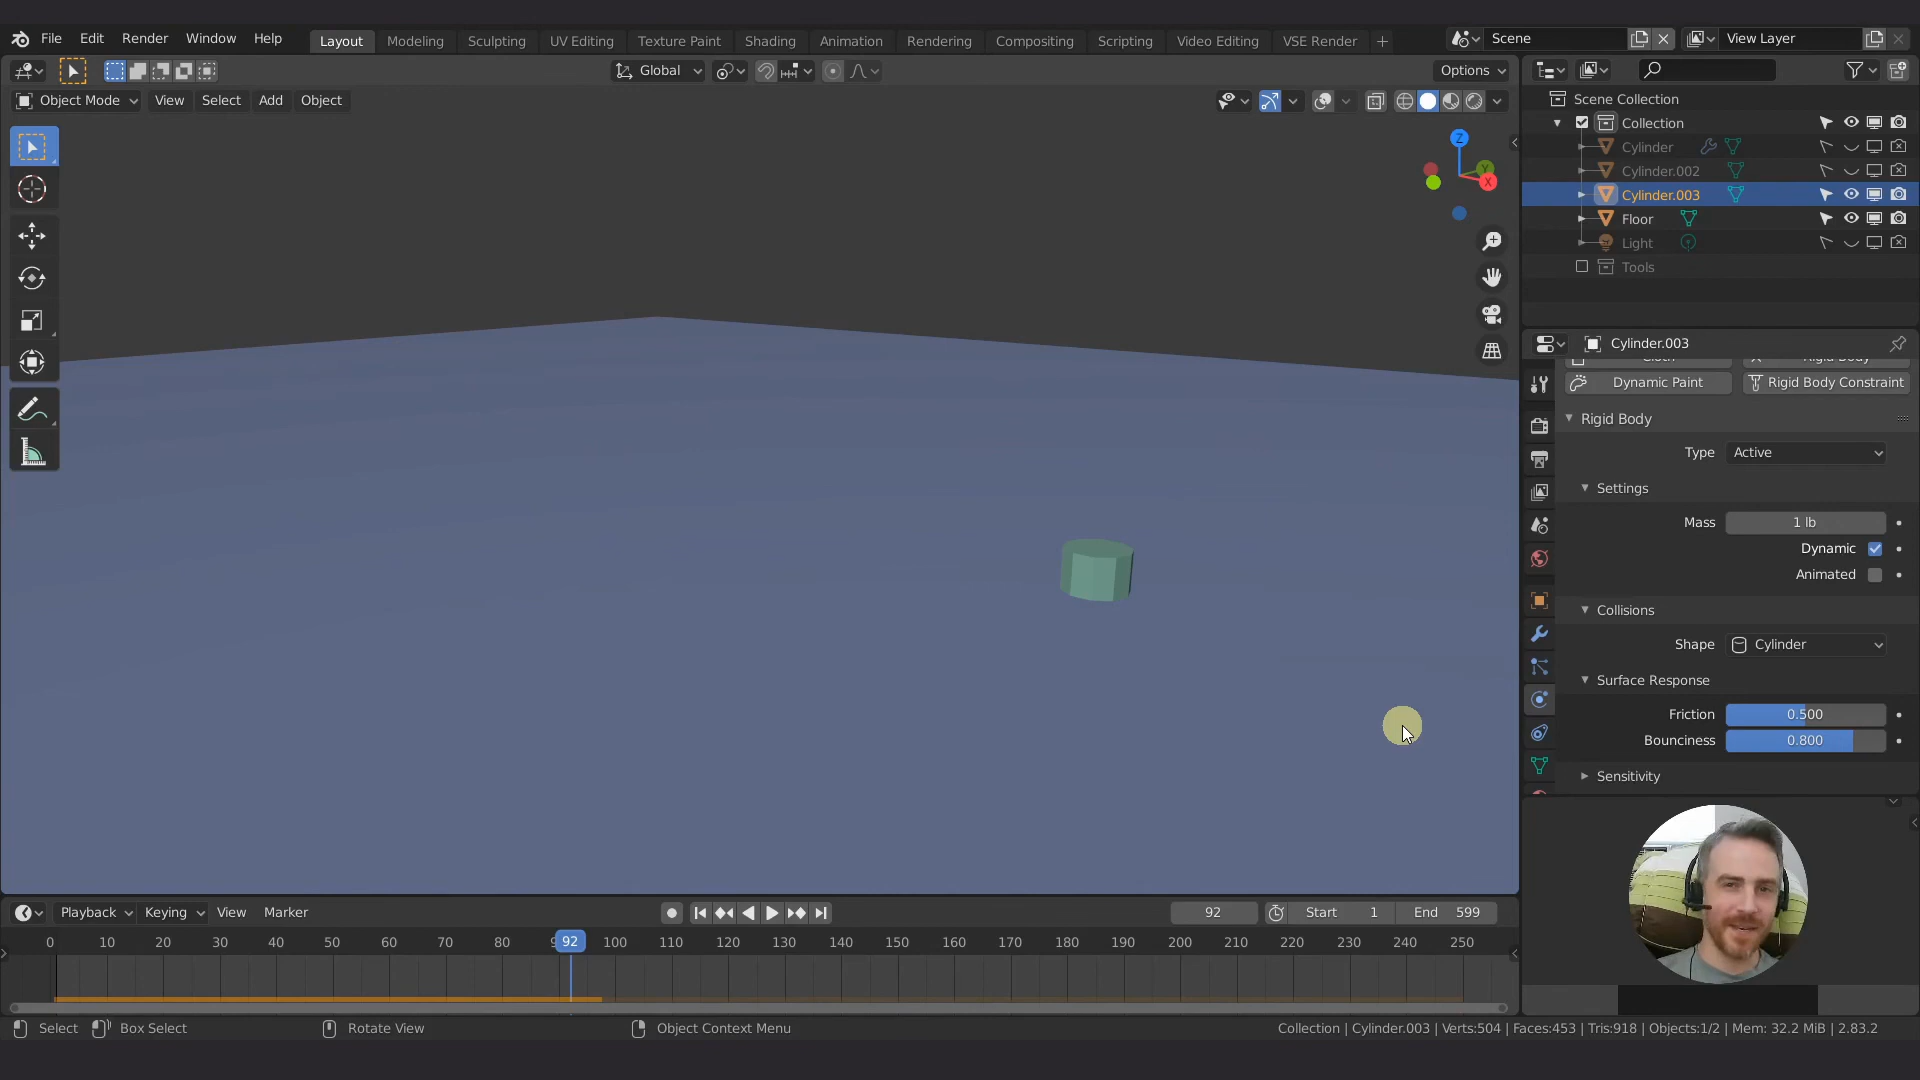 File Edit Render Window Help Layout Modeling Sculpting UV Editing Texture Paint Shading Animation Rendering Compositing Scripting Video Editing VSE Render + Scene View Layer
Global Options
Object Mode View Select Add Object
Scene Collection
Collection
Cylinder
Cylinder.002
Cylinder.003
Floor
Light
Tools
Z
Y
X
Cylinder.003
Cloth Rigid Body
Dynamic Paint Rigid Body Constraint
Rigid Body
Type Active
Settings
Mass 1 lb
Dynamic
Animated
Collisions
Shape Cylinder
Surface Response
Friction 0.500
Bounciness 0.800
Sensitivity
Playback Keying View Marker 92 Start 1 End 599
0 10 20 30 40 50 60 70 80 92 100 110 120 130 140 150 160 170 180 190 200 210 220 230 240 250
Select Box Select Rotate View Object Context Menu Collection | Cylinder.003 | Verts:504 | Faces:453 | Tris:918 | Objects:1/2 | Mem: 32.2 MiB | 2.83.2